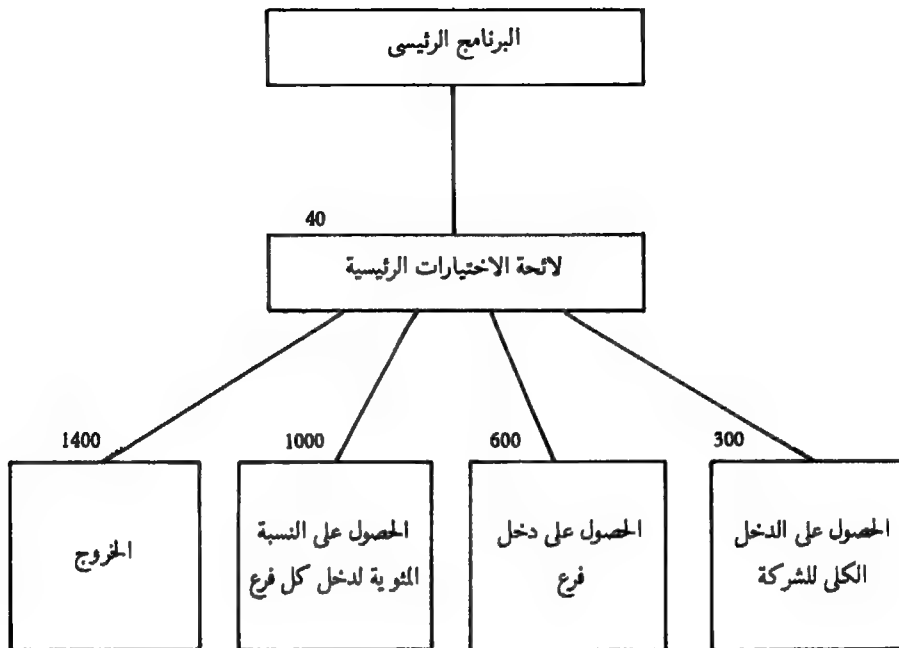 البرنامج الرئيسى
40
لائحة الاختيارات الرئيسية
300
الحصول على الدخل
الكلى للشركة
600
الحصول على دخل
فرع
1000
الحصول على النسبة
المئوية لدخل كل فرع
1400
الخروج